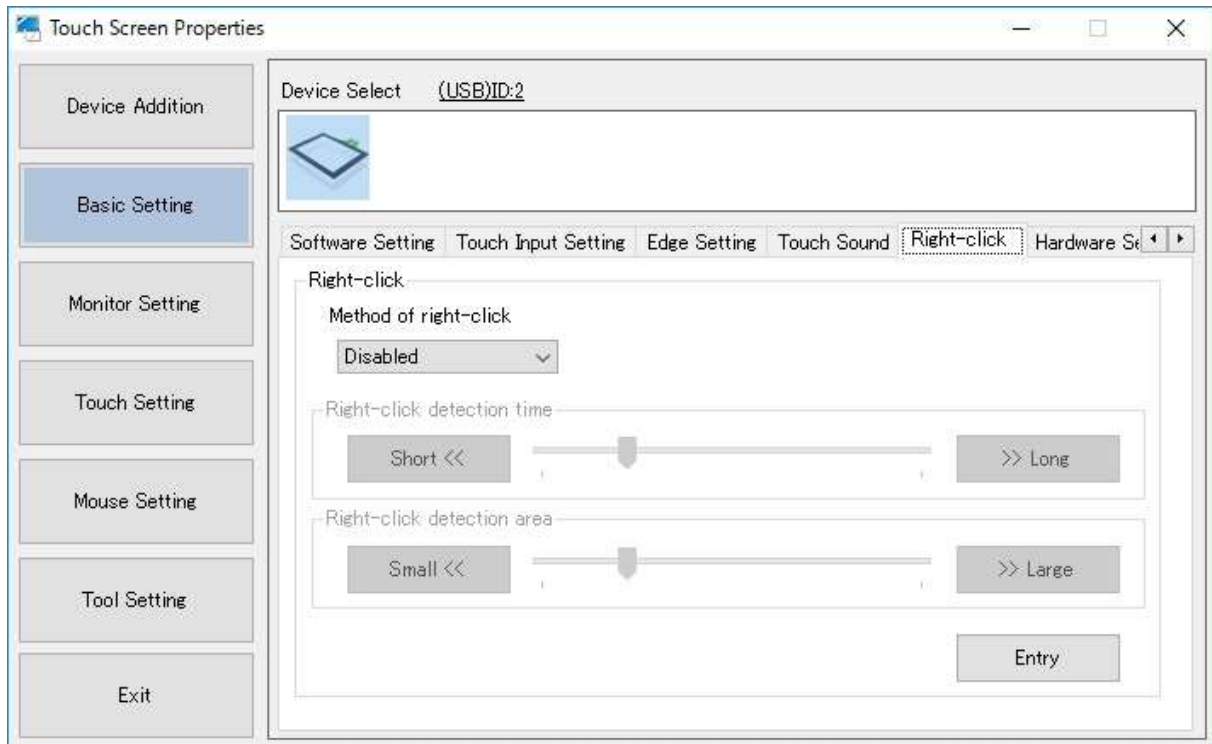 Touch Screen Properties
Device Addition
Basic Setting
Monitor Setting
Touch Setting
Mouse Setting
Tool Setting
Exit
Device Select (USB)ID:2
Software Setting Touch Input Setting Edge Setting Touch Sound Right-click Hardware Se
Right-click
Method of right-click
Disabled
Right-click detection time
Short << >> Long
Right-click detection area
Small << >> Large
Entry